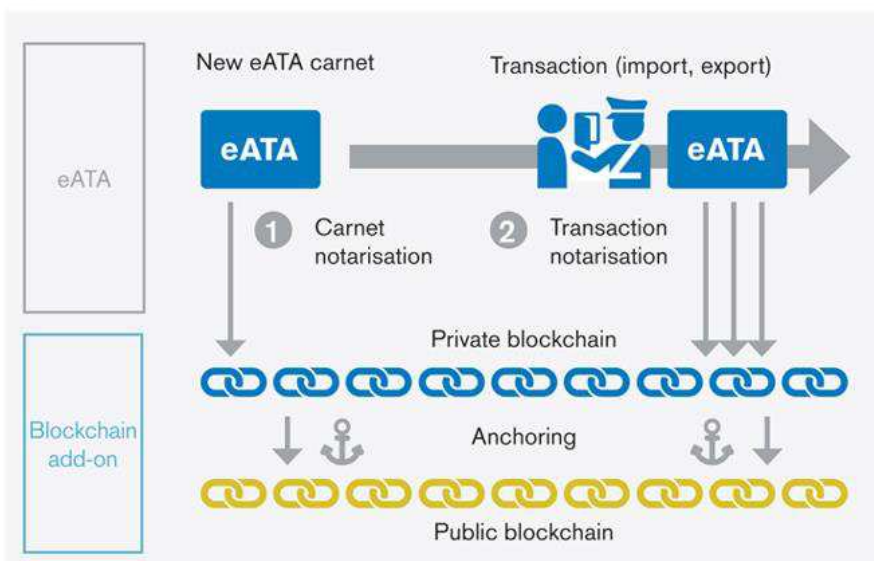 New eATA carnet
Transaction (import, export)
eATA
eATA
eATA
1 Carnet
notarisation
2 Transaction
notarisation
Private blockchain
Blockchain
add-on
Anchoring
Public blockchain